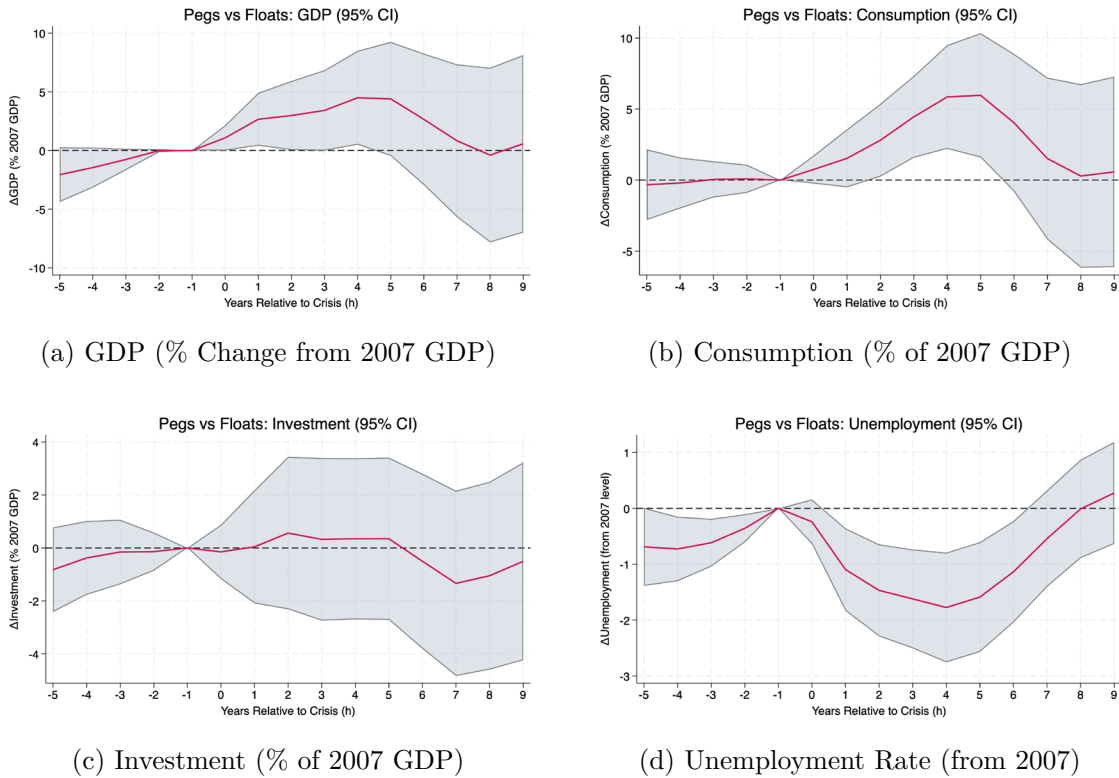 Pegs vs Floats: GDP (95% CI)
ΔGDP (% 2007 GDP)
10
5
0
-5
-10
-5 -4 -3 -2 -1 0 1 2 3 4 5 6 7 8 9
Years Relative to Crisis (h)
(a) GDP (% Change from 2007 GDP)
Pegs vs Floats: Consumption (95% CI)
ΔConsumption (% 2007 GDP)
10
5
0
-5
-5 -4 -3 -2 -1 0 1 2 3 4 5 6 7 8 9
Years Relative to Crisis (h)
(b) Consumption (% of 2007 GDP)
Pegs vs Floats: Investment (95% CI)
ΔInvestment (% 2007 GDP)
4
2
0
-2
-4
-5 -4 -3 -2 -1 0 1 2 3 4 5 6 7 8 9
Years Relative to Crisis (h)
(c) Investment (% of 2007 GDP)
Pegs vs Floats: Unemployment (95% CI)
ΔUnemployment (from 2007 level)
1
0
-1
-2
-3
-5 -4 -3 -2 -1 0 1 2 3 4 5 6 7 8 9
Years Relative to Crisis (h)
(d) Unemployment Rate (from 2007)